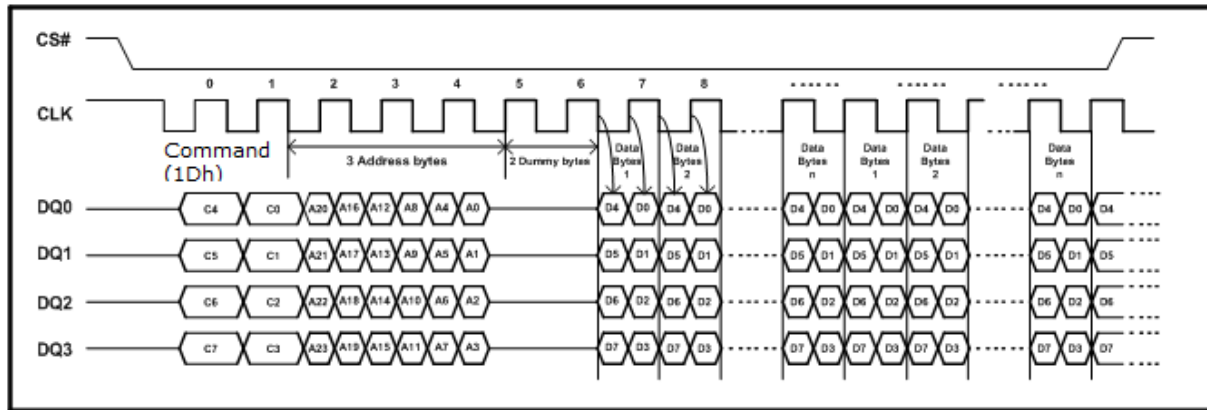 CS#
0 1 2 3 4 5 6 7 8
CLK
Command
(1Dh)
3 Address bytes
2 Dummy bytes
Data Bytes 1
Data Bytes 2
Data Bytes n
Data Bytes 1
Data Bytes 2
Data Bytes n
DQ0 C4 C0 A20 A16 A12 A8 A4 A0 D4 D0 D4 D0 D4 D0 D4 D0 D4 D0 D4 D0 D4
DQ1 C5 C1 A21 A17 A13 A9 A5 A1 D5 D1 D5 D1 D5 D1 D5 D1 D5 D1 D5 D1 D5
DQ2 C6 C2 A22 A18 A14 A10 A6 A2 D6 D2 D6 D2 D6 D2 D6 D2 D6 D2 D6 D2 D6
DQ3 C7 C3 A23 A19 A15 A11 A7 A3 D7 D3 D7 D3 D7 D3 D7 D3 D7 D3 D7 D3 D7